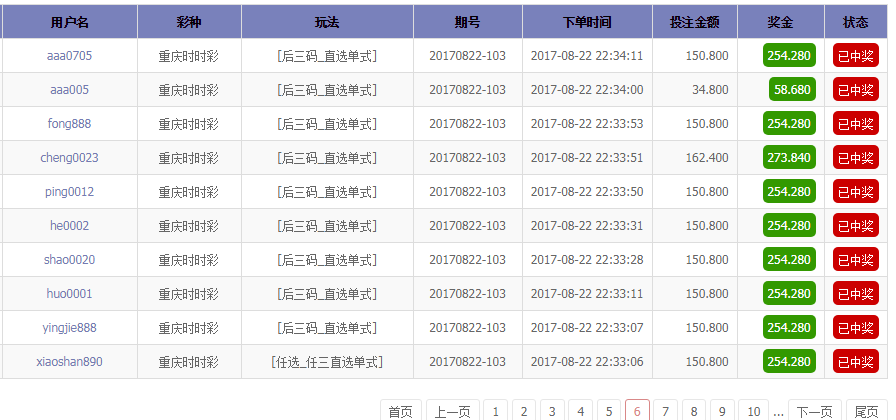 用户名 彩种 玩法 期号 下单时间 投注金额 奖金 状态
aaa0705 重庆时时彩 [后三码_直选单式] 20170822-103 2017-08-22 22:34:11 150.800 254.280 已中奖
aaa005 重庆时时彩 [后三码_直选单式] 20170822-103 2017-08-22 22:34:00 34.800 58.680 已中奖
fong888 重庆时时彩 [后三码_直选单式] 20170822-103 2017-08-22 22:33:53 150.800 254.280 已中奖
cheng0023 重庆时时彩 [后三码_直选单式] 20170822-103 2017-08-22 22:33:51 162.400 273.840 已中奖
ping0012 重庆时时彩 [后三码_直选单式] 20170822-103 2017-08-22 22:33:50 150.800 254.280 已中奖
he0002 重庆时时彩 [后三码_直选单式] 20170822-103 2017-08-22 22:33:31 150.800 254.280 已中奖
shao0020 重庆时时彩 [后三码_直选单式] 20170822-103 2017-08-22 22:33:28 150.800 254.280 已中奖
huo0001 重庆时时彩 [后三码_直选单式] 20170822-103 2017-08-22 22:33:11 150.800 254.280 已中奖
yingjie888 重庆时时彩 [后三码_直选单式] 20170822-103 2017-08-22 22:33:07 150.800 254.280 已中奖
xiaoshan890 重庆时时彩 [任选_任三直选单式] 20170822-103 2017-08-22 22:33:06 150.800 254.280 已中奖
首页 上一页 1 2 3 4 5 6 7 8 9 10 ... 下一页 尾页